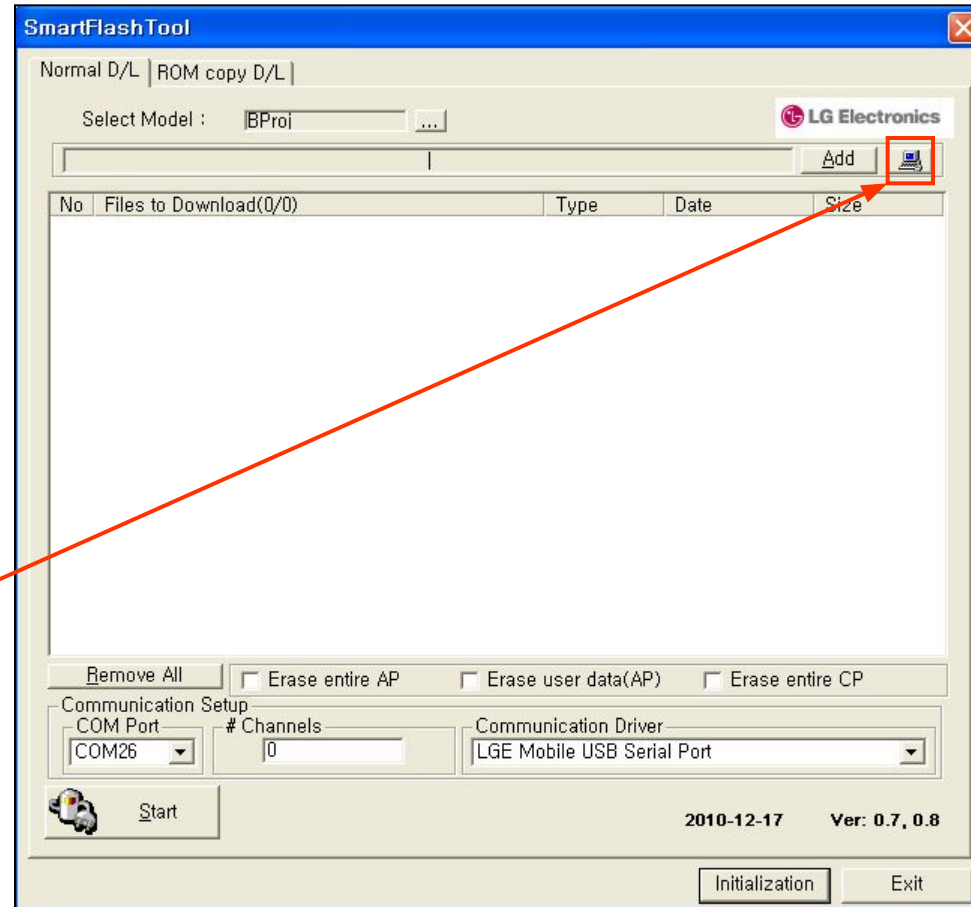 SmartFlashTool
Normal D/L ROM copy D/L
Select Model : BProj ... LG Electronics
Add
No Files to Download(0/0) Type Date Size
Remove All Erase entire AP Erase user data(AP) Erase entire CP
Communication Setup
COM Port # Channels Communication Driver
COM26 0 LGE Mobile USB Serial Port
Start 2010-12-17 Ver: 0.7, 0.8
Initialization Exit